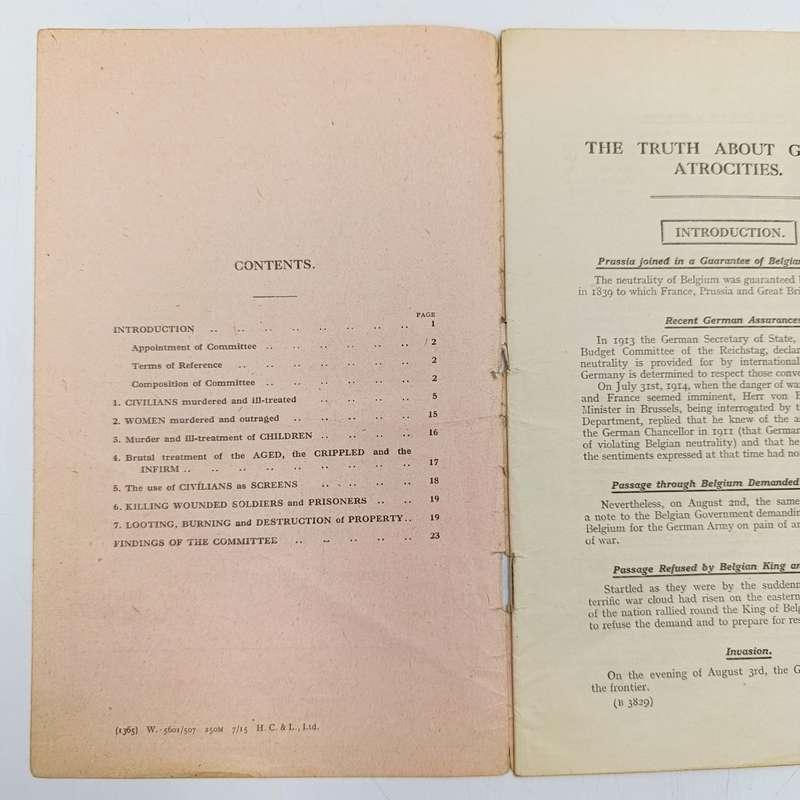 CONTENTS.
PAGE
INTRODUCTION .. .. .. .. .. .. .. .. 1
Appointment of Committee .. .. .. .. .. .. 2
Terms of Reference .. .. .. .. .. .. .. 2
Composition of Committee .. .. .. .. .. .. 2
1. CIVILIANS murdered and ill-treated .. .. .. .. 5
2. WOMEN murdered and outraged .. .. .. .. .. 15
3. Murder and ill-treatment of CHILDREN .. .. .. .. 16
4. Brutal treatment of the AGED, the CRIPPLED and the
INFIRM .. .. .. .. .. .. .. .. .. 17
5. The use of CIVILIANS as SCREENS .. .. .. .. 18
6. KILLING WOUNDED SOLDIERS and PRISONERS .. .. 19
7. LOOTING, BURNING and DESTRUCTION of PROPERTY .. 19
FINDINGS OF THE COMMITTEE .. .. .. .. .. 23
(1365) W. 5601/507 250M 7/15 H. C. & L., Ltd.
THE TRUTH ABOUT G
ATROCITIES.
INTRODUCTION.
Prussia joined in a Guarantee of Belgian
The neutrality of Belgium was guaranteed
in 1839 to which France, Prussia and Great Bri
Recent German Assurances
In 1913 the German Secretary of State,
Budget Committee of the Reichstag, declar
neutrality is provided for by international
Germany is determined to respect those conve
On July 31st, 1914, when the danger of wa
and France seemed imminent, Herr von B
Minister in Brussels, being interrogated by t
Department, replied that he knew of the a
the German Chancellor in 1911 (that German
of violating Belgian neutrality) and that he
the sentiments expressed at that time had no
Passage through Belgium Demanded
Nevertheless, on August 2nd, the same
a note to the Belgian Government demandin
Belgium for the German Army on pain of an
of war.
Passage Refused by Belgian King an
Startled as they were by the suddenn
terrific war cloud had risen on the eastern
of the nation rallied round the King of Belg
to refuse the demand and to prepare for res
Invasion.
On the evening of August 3rd, the G
the frontier.
(B 3829)